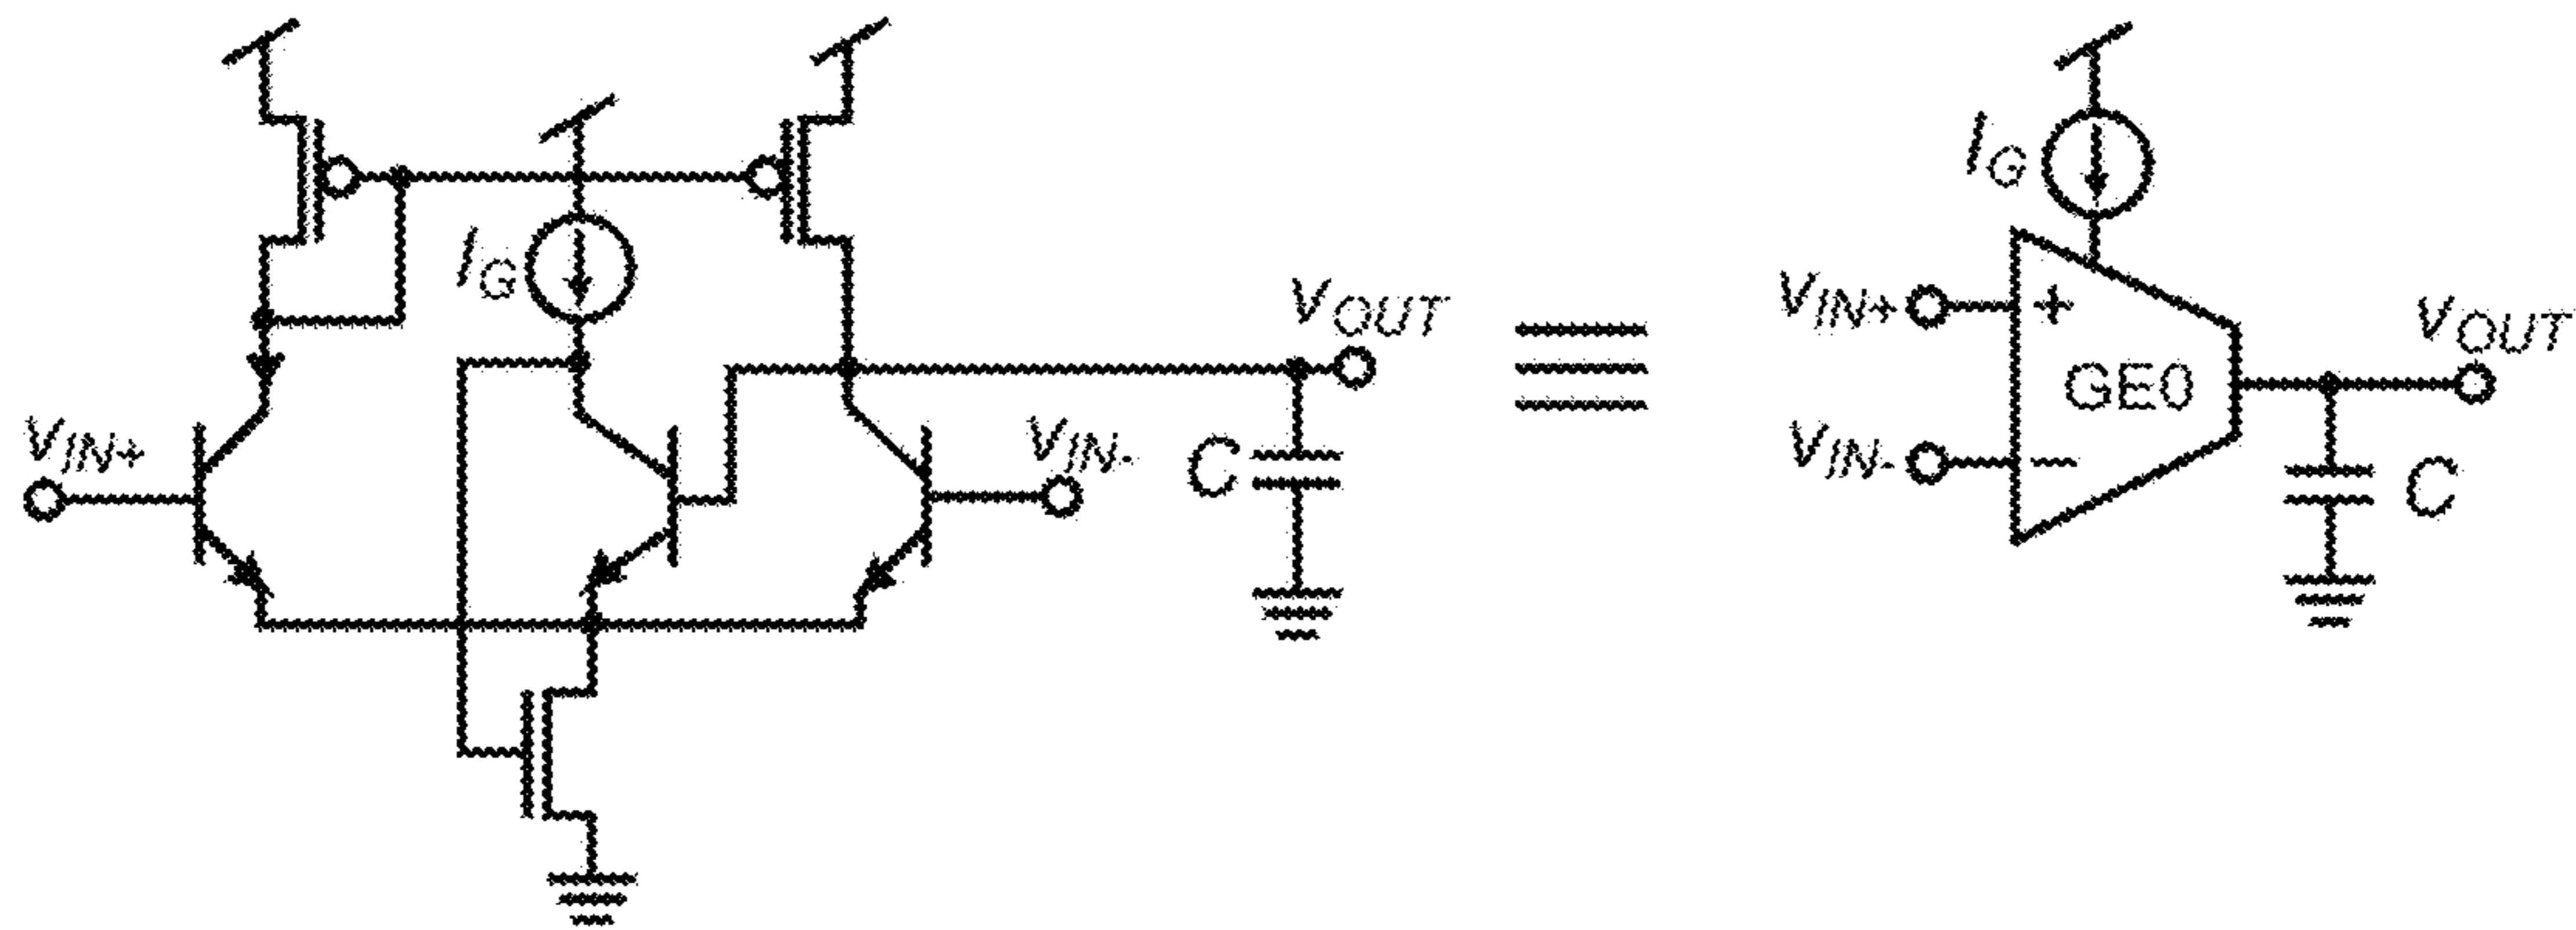 I_G
V_OUT
V_IN+
V_IN-
C
I_G
V_IN+
+
V_OUT
GE0
V_IN-
−
C